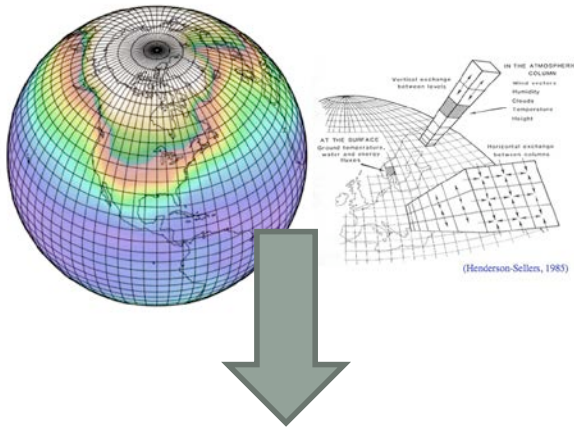 IN THE ATMOSPHERIC
COLUMN
Wind vectors
Humidity
Clouds
Temperature
Height
Vertical exchange
between levels
AT THE SURFACE
Ground temperature,
water and energy
fluxes
Horizontal exchange
between columns
(Henderson-Sellers, 1985)